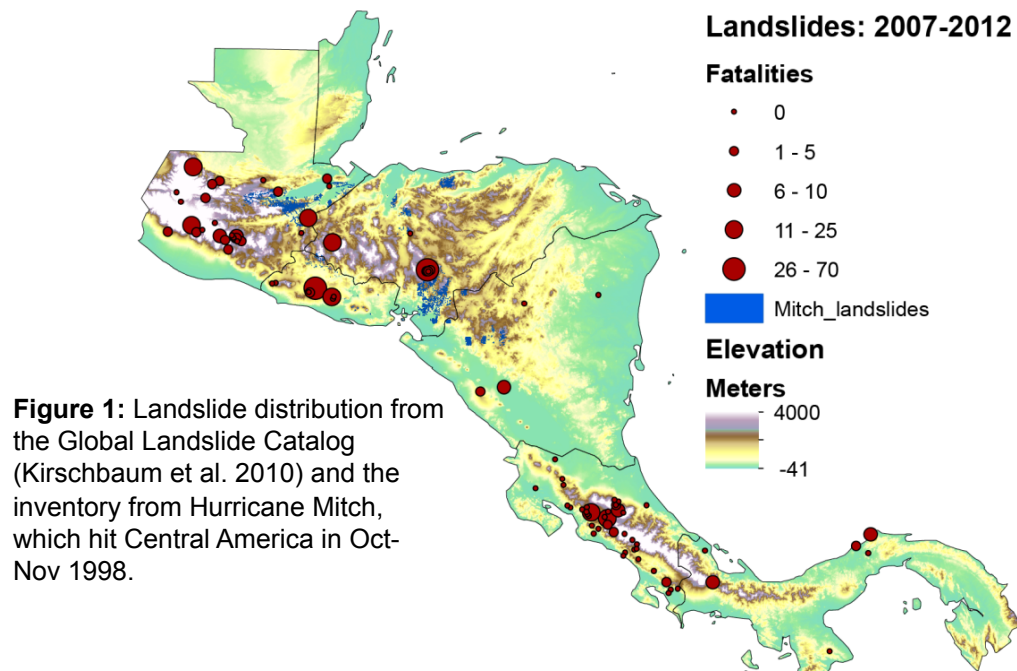 Landslides: 2007-2012
Fatalities
0
1 - 5
6 - 10
11 - 25
26 - 70
Mitch_landslides
Elevation
Meters
4000
-41
Figure 1: Landslide distribution from
the Global Landslide Catalog
(Kirschbaum et al. 2010) and the
inventory from Hurricane Mitch,
which hit Central America in Oct-
Nov 1998.